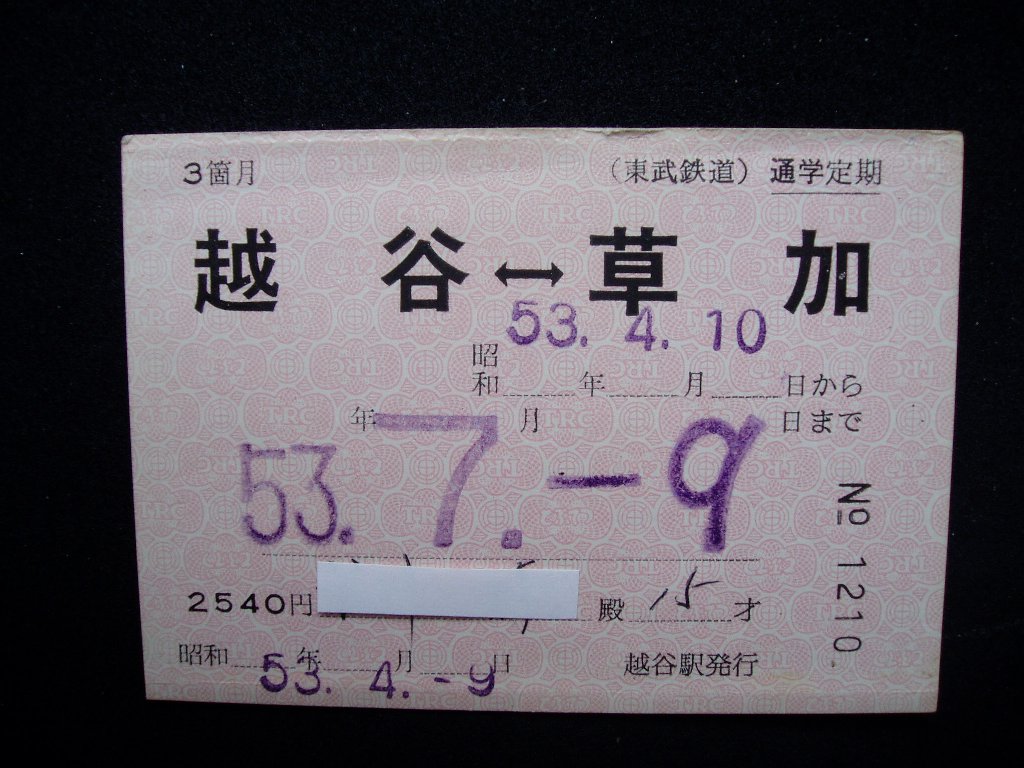 3箇月 (東武鉄道) 通学定期
越谷↔草加
53. 4. 10
昭和 年 月 日から
年 月 日まで
53. 7. -9
2540円 殿 15才
昭和 年 月 日
53. 4. -9
越谷駅発行
No 1210